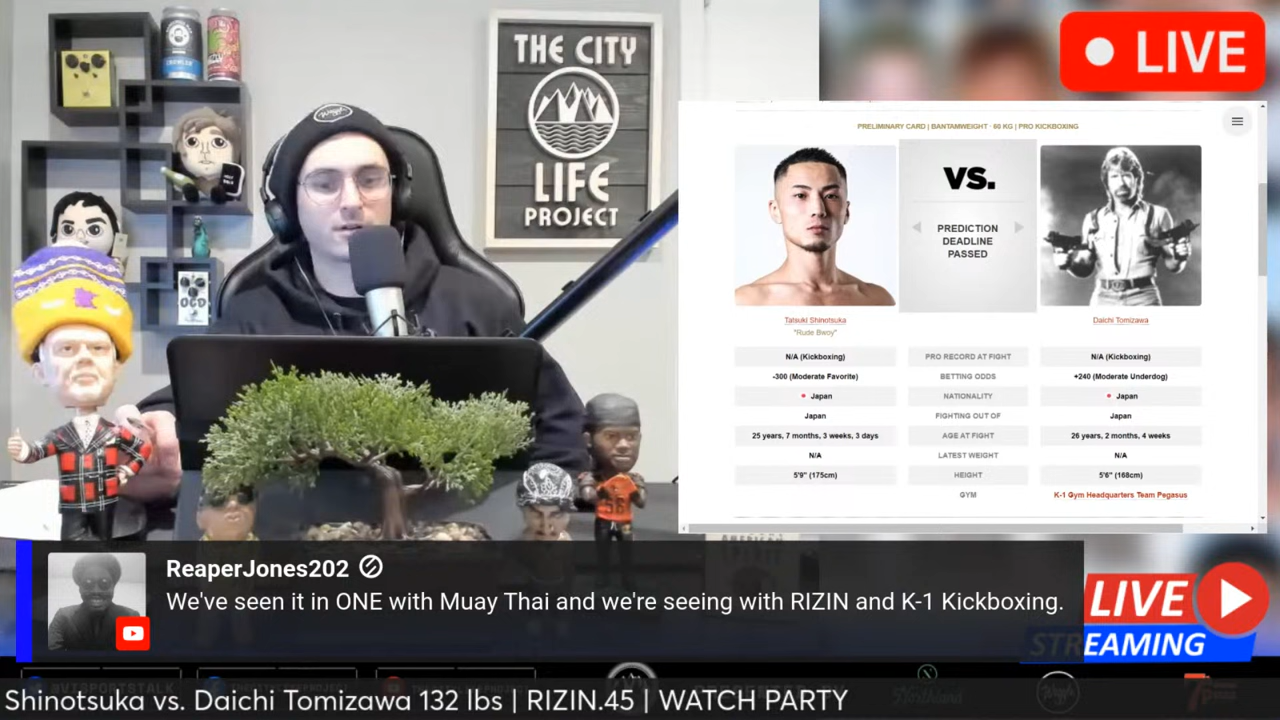 THE CITY
LIFE
PROJECT
OCD
LIVE
PRELIMINARY CARD | BANTAMWEIGHT · 60 KG | PRO KICKBOXING
VS.
PREDICTION
DEADLINE
PASSED
Tatsuki Shinotsuka
"Rude Bwoy"
Daichi Tomizawa
N/A (Kickboxing) PRO RECORD AT FIGHT N/A (Kickboxing)
-300 (Moderate Favorite) BETTING ODDS +240 (Moderate Underdog)
Japan NATIONALITY Japan
Japan FIGHTING OUT OF Japan
25 years, 7 months, 3 weeks, 3 days AGE AT FIGHT 26 years, 2 months, 4 weeks
N/A LATEST WEIGHT N/A
5'9" (175cm) HEIGHT 5'6" (168cm)
GYM K-1 Gym Headquarters Team Pegasus
ReaperJones202
We've seen it in ONE with Muay Thai and we're seeing with RIZIN and K-1 Kickboxing.
LIVE
STREAMING
Shinotsuka vs. Daichi Tomizawa 132 lbs | RIZIN.45 | WATCH PARTY